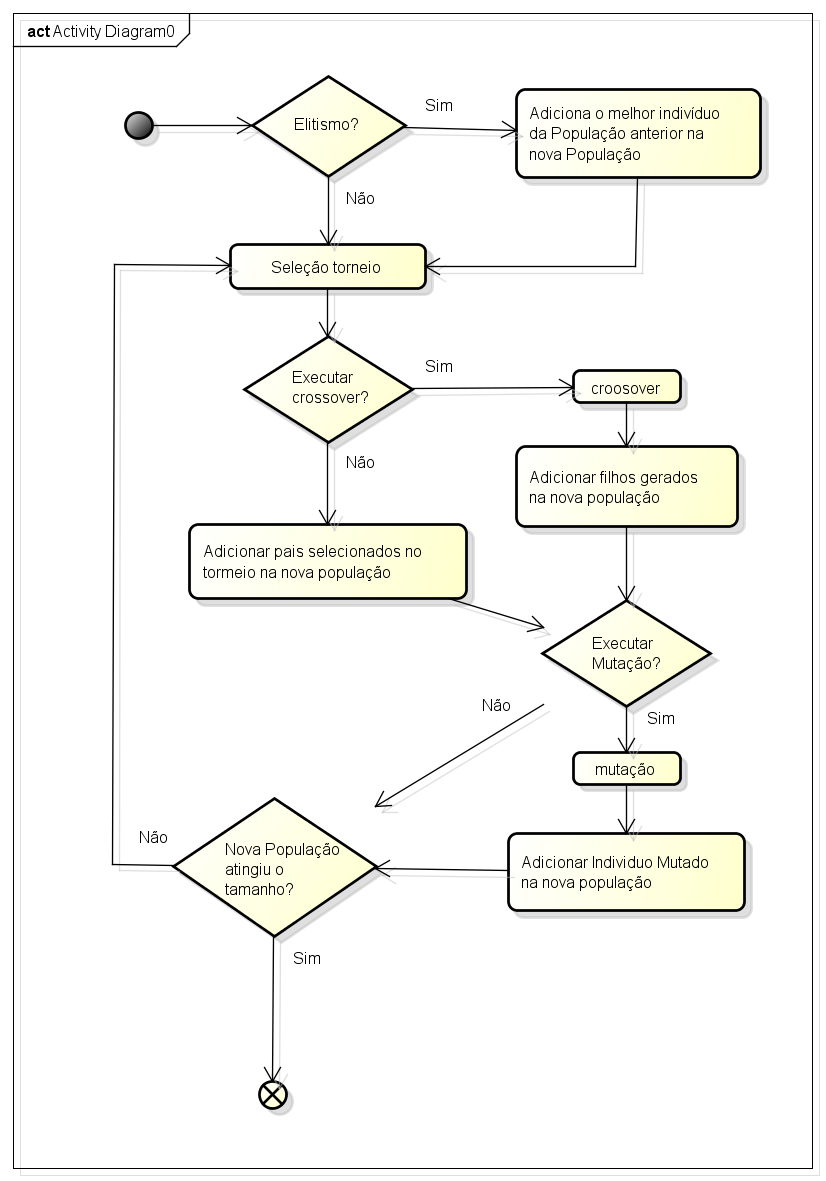 act Activity Diagram0
Elitismo?
Sim
Adiciona o melhor indivíduo
da População anterior na
nova População
Não
Seleção torneio
Executar
crossover?
Sim
croosover
Não
Adicionar filhos gerados
na nova população
Adicionar pais selecionados no
tormeio na nova população
Executar
Mutação?
Não
Sim
mutação
Não
Nova População
atingiu o
tamanho?
Adicionar Individuo Mutado
na nova população
Sim